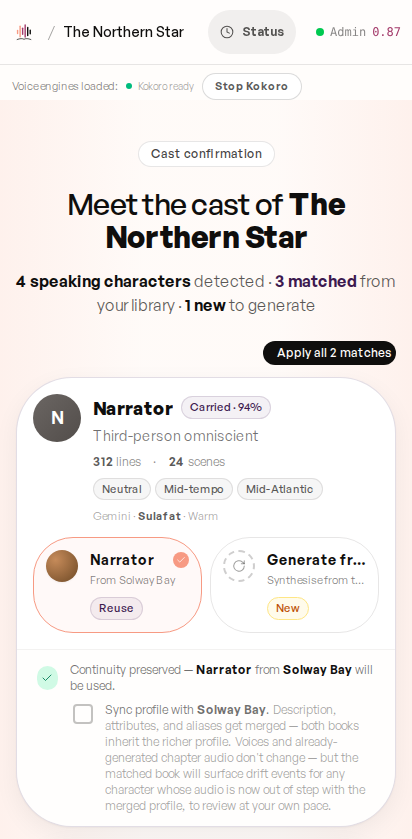 / The Northern Star Status Admin 0.87
Voice engines loaded: Kokoro ready Stop Kokoro
Cast confirmation
Meet the cast of The
Northern Star
4 speaking characters detected · 3 matched from
your library · 1 new to generate
Apply all 2 matches
N Narrator Carried · 94%
Third-person omniscient
312 lines · 24 scenes
Neutral Mid-tempo Mid-Atlantic
Gemini · Sulafat · Warm
Narrator
From Solway Bay
Reuse
Generate fr...
Synthesise from t...
New
Continuity preserved — Narrator from Solway Bay will
be used.
Sync profile with Solway Bay. Description,
attributes, and aliases get merged — both books
inherit the richer profile. Voices and already-
generated chapter audio don't change — but the
matched book will surface drift events for any
character whose audio is now out of step with the
merged profile, to review at your own pace.